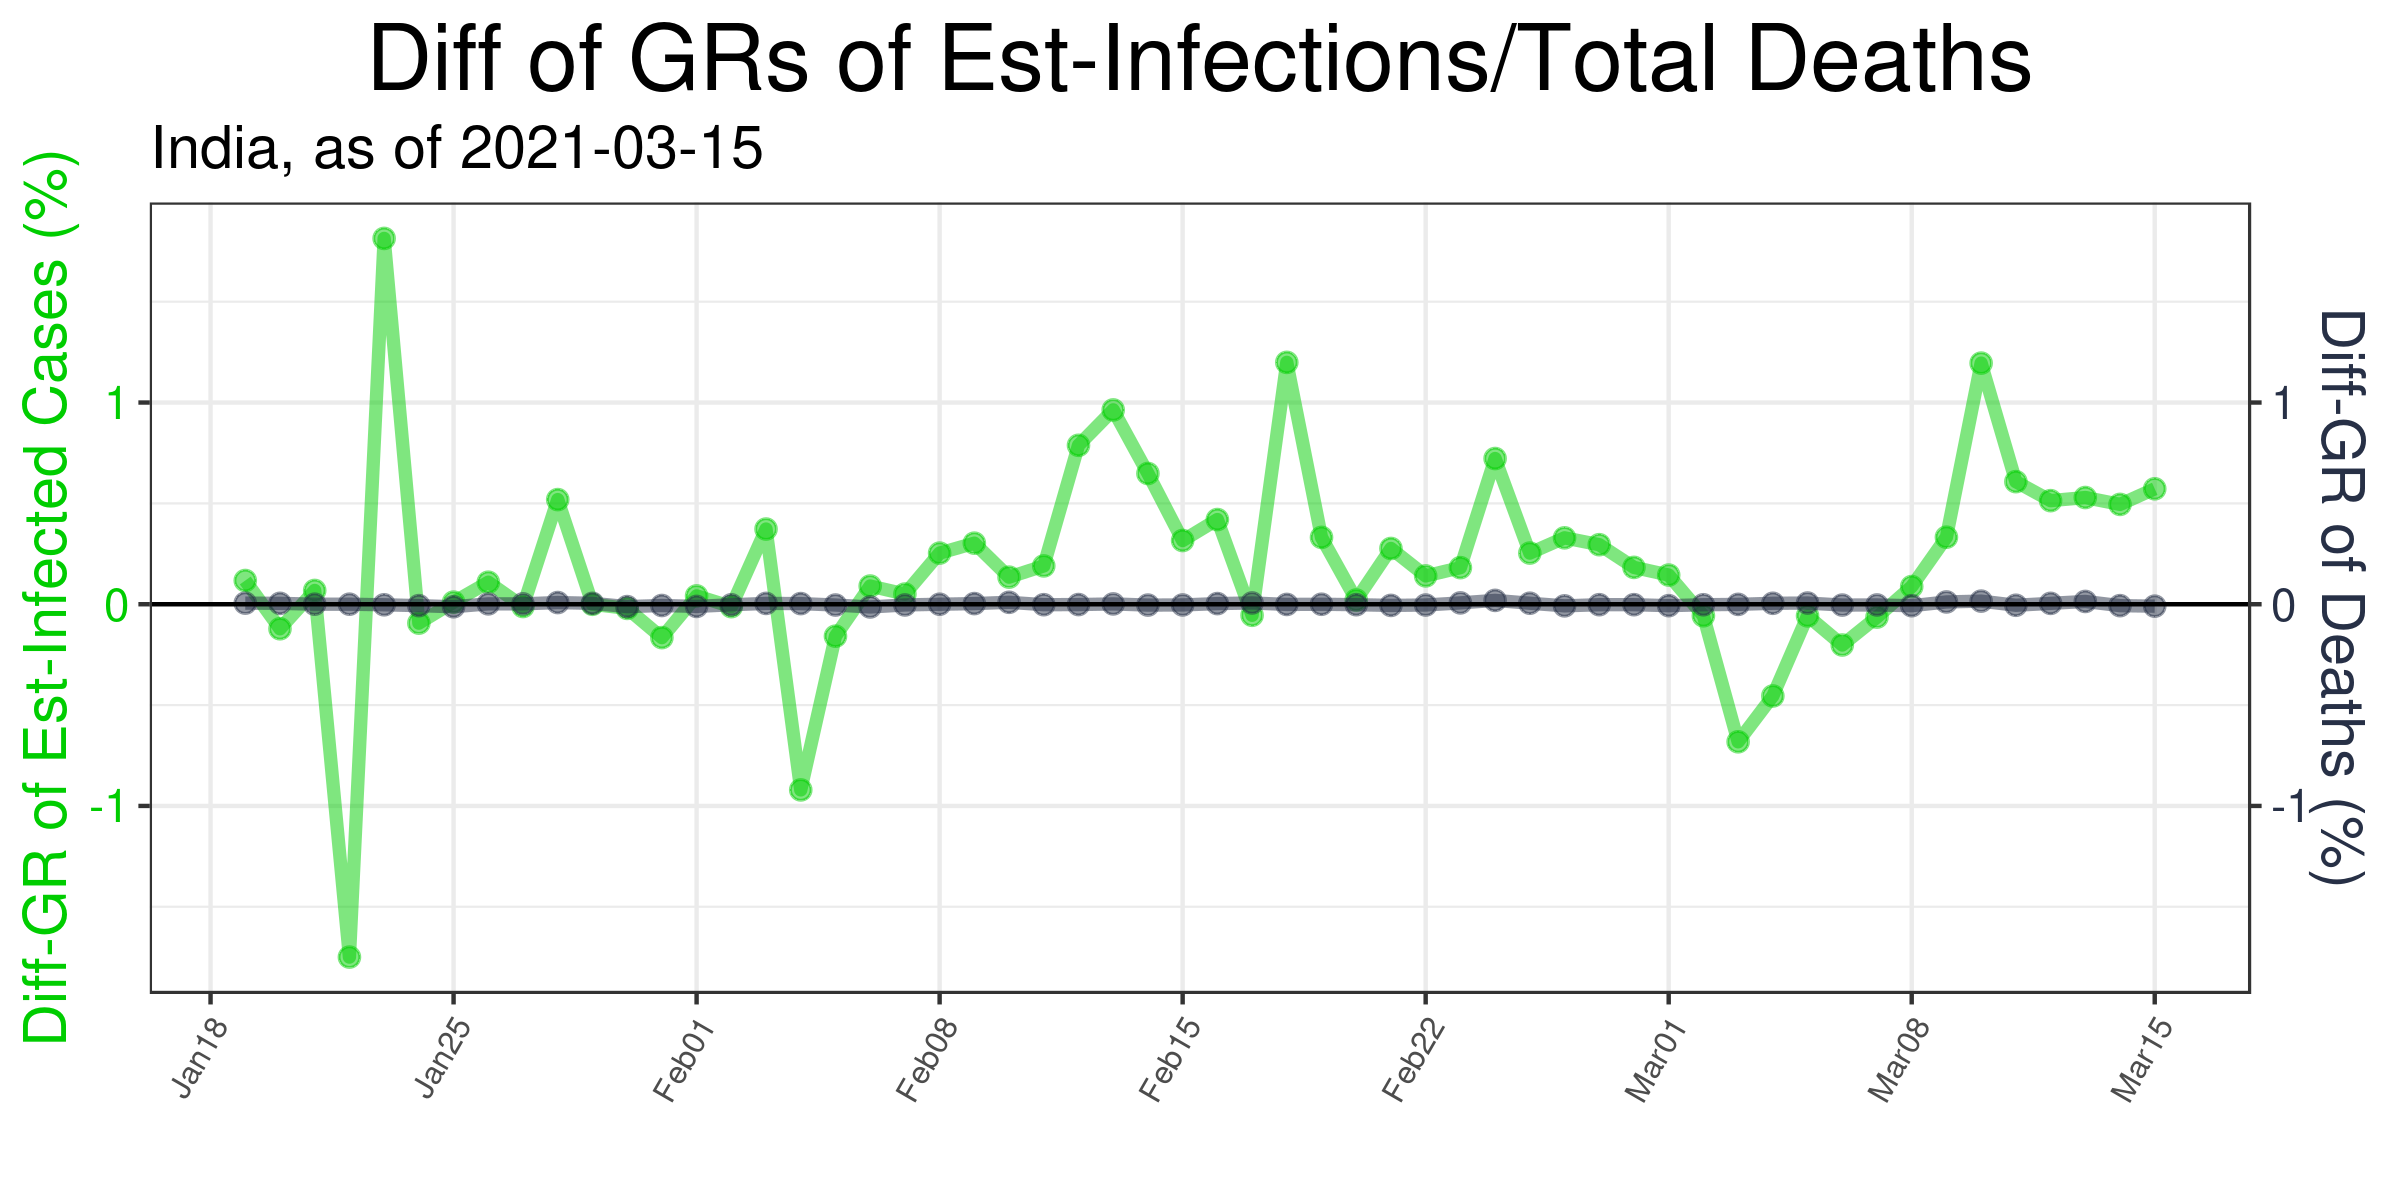 Diff of GRs of Est-Infections/Total Deaths
India, as of 2021-03-15
Diff-GR of Est-Infected Cases (%)
1
0
-1
1
0
-1
Diff-GR of Deaths (%)
Jan18
Jan25
Feb01
Feb08
Feb15
Feb22
Mar01
Mar08
Mar15